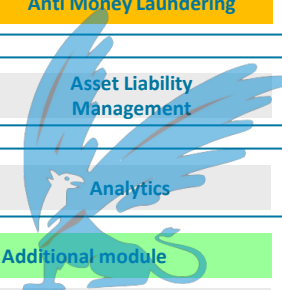 Anti Money Laundering
Asset Liability
Management
Analytics
Additional module